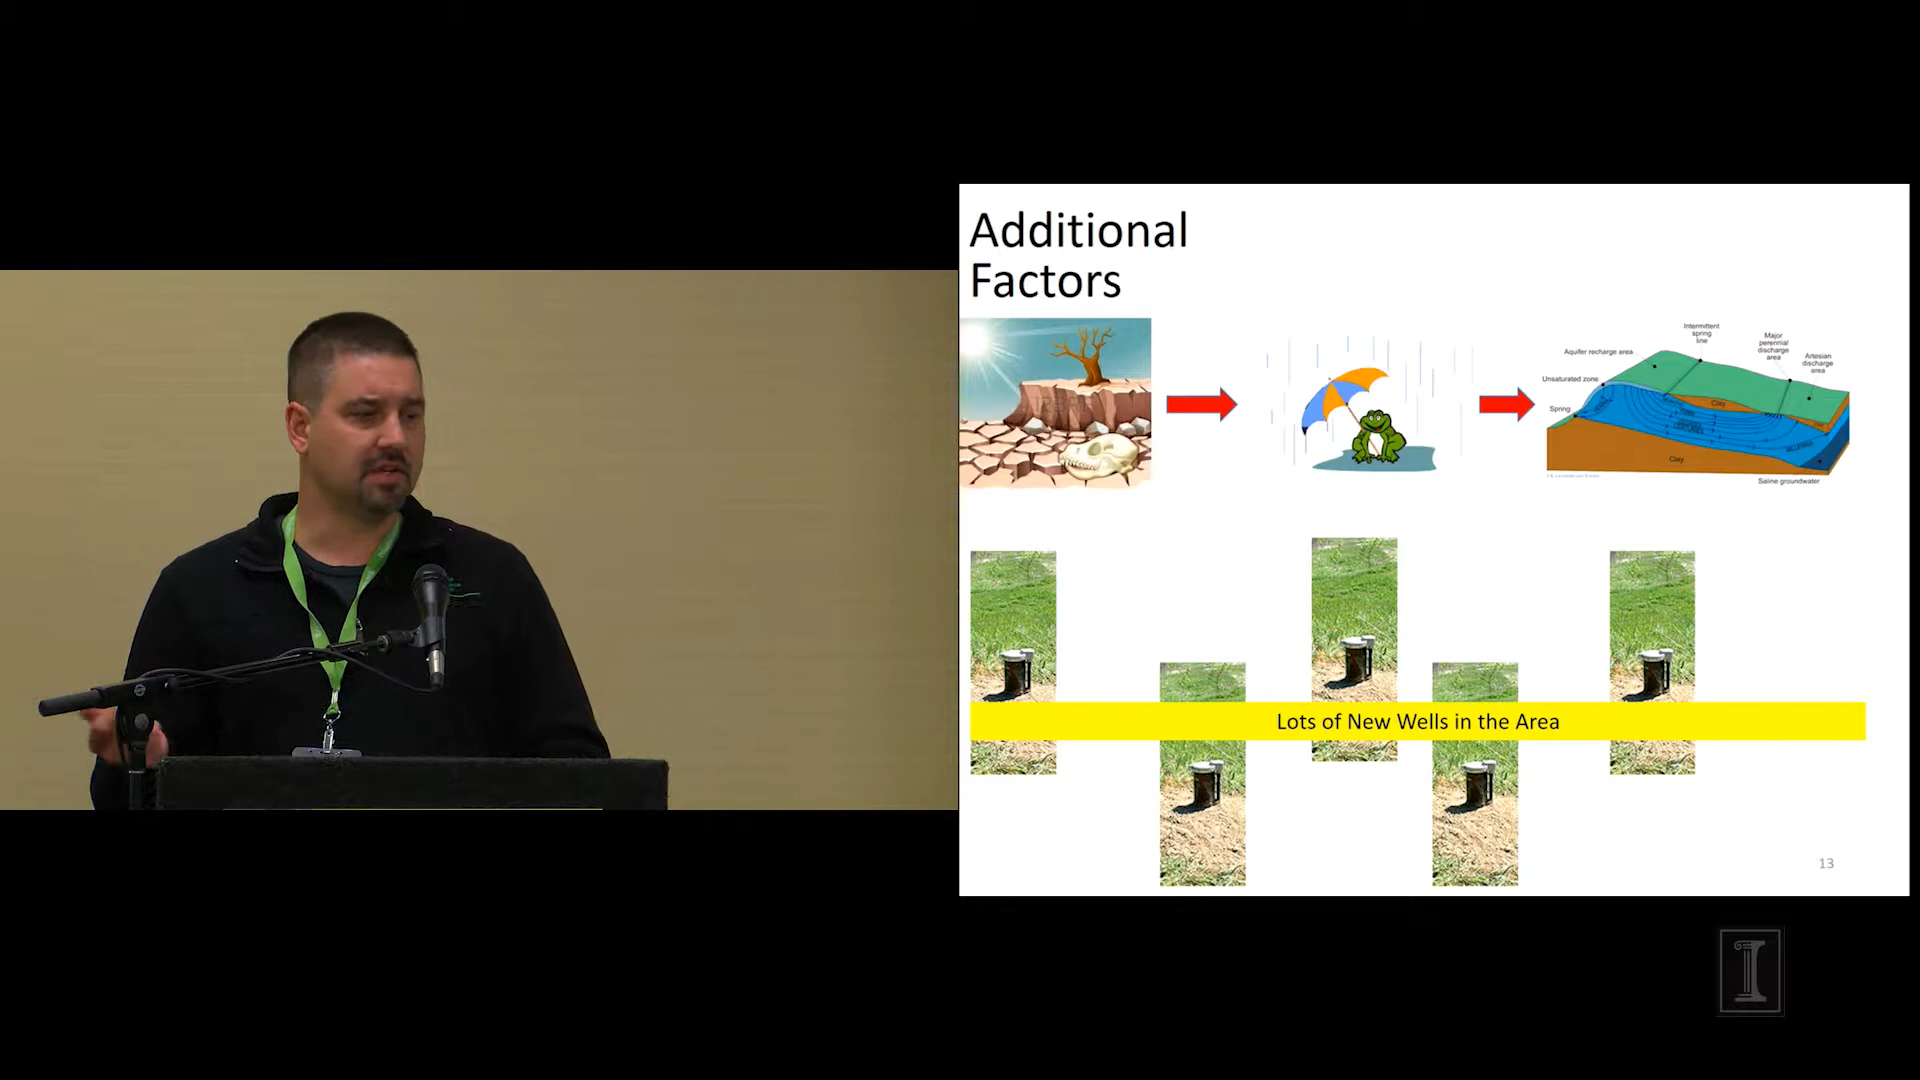 Additional
Factors
Intermittent
spring
line
Major
perennial
discharge
area
Artesian
discharge
area
Aquifer recharge area
Unsaturated zone
Spring
Clay
Clay
Saline groundwater
Lots of New Wells in the Area
13